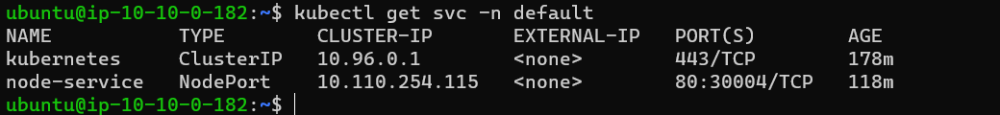 ubuntu@ip-10-10-0-182:~$ kubectl get svc -n default
NAME TYPE CLUSTER-IP EXTERNAL-IP PORT(S) AGE
kubernetes ClusterIP 10.96.0.1 <none> 443/TCP 178m
node-service NodePort 10.110.254.115 <none> 80:30004/TCP 118m
ubuntu@ip-10-10-0-182:~$